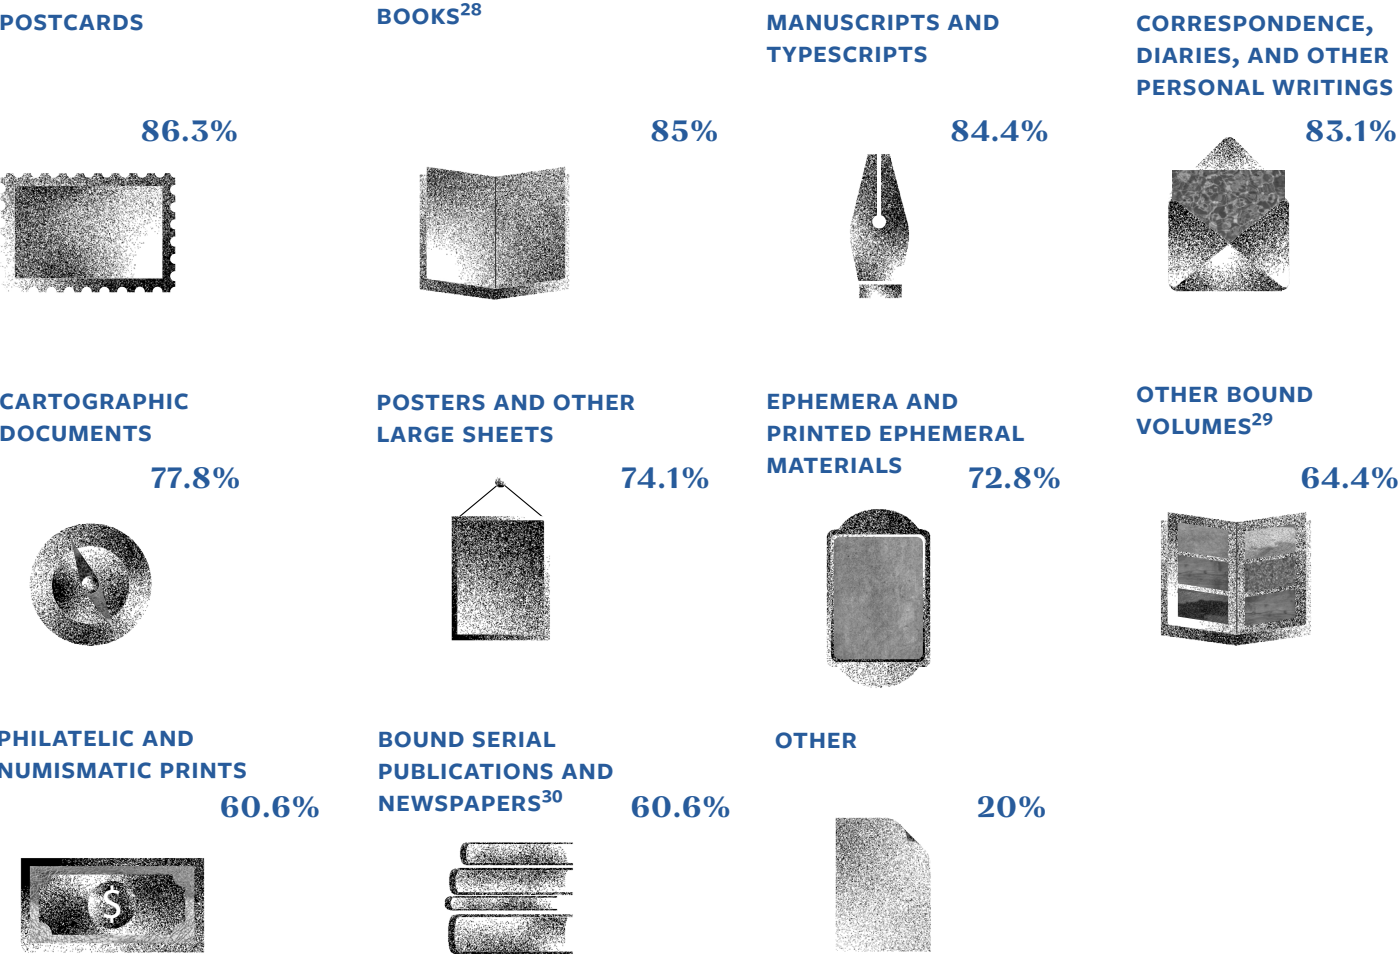 POSTCARDS
86.3%
BOOKS28
85%
MANUSCRIPTS AND
TYPESCRIPTS
84.4%
CORRESPONDENCE,
DIARIES, AND OTHER
PERSONAL WRITINGS
83.1%
CARTOGRAPHIC
DOCUMENTS
77.8%
POSTERS AND OTHER
LARGE SHEETS
74.1%
EPHEMERA AND
PRINTED EPHEMERAL
MATERIALS
72.8%
OTHER BOUND
VOLUMES29
64.4%
PHILATELIC AND
NUMISMATIC PRINTS
60.6%
$
BOUND SERIAL
PUBLICATIONS AND
NEWSPAPERS30
60.6%
OTHER
20%